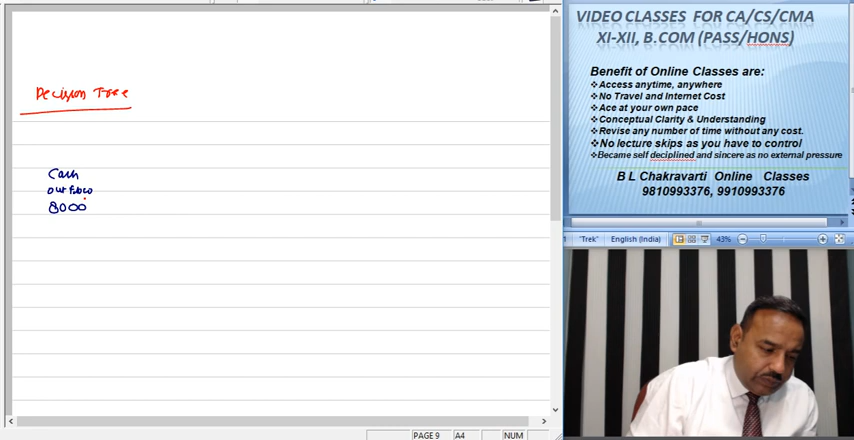 Decision Tree
Cash
outflow
8000
PAGE 9 A4 NUM
VIDEO CLASSES FOR CA/CS/CMA
XI-XII, B.COM (PASS/HONS)
Benefit of Online Classes are:
•Access anytime, anywhere
•No Travel and Internet Cost
•Ace at your own pace
•Conceptual Clarity & Understanding
•Revise any number of time without any cost.
•No lecture skips as you have to control
•Became self deciplined and sincere as no external pressure
B L Chakravarti Online Classes
9810993376, 9910993376
"Trek" English (India) 43%